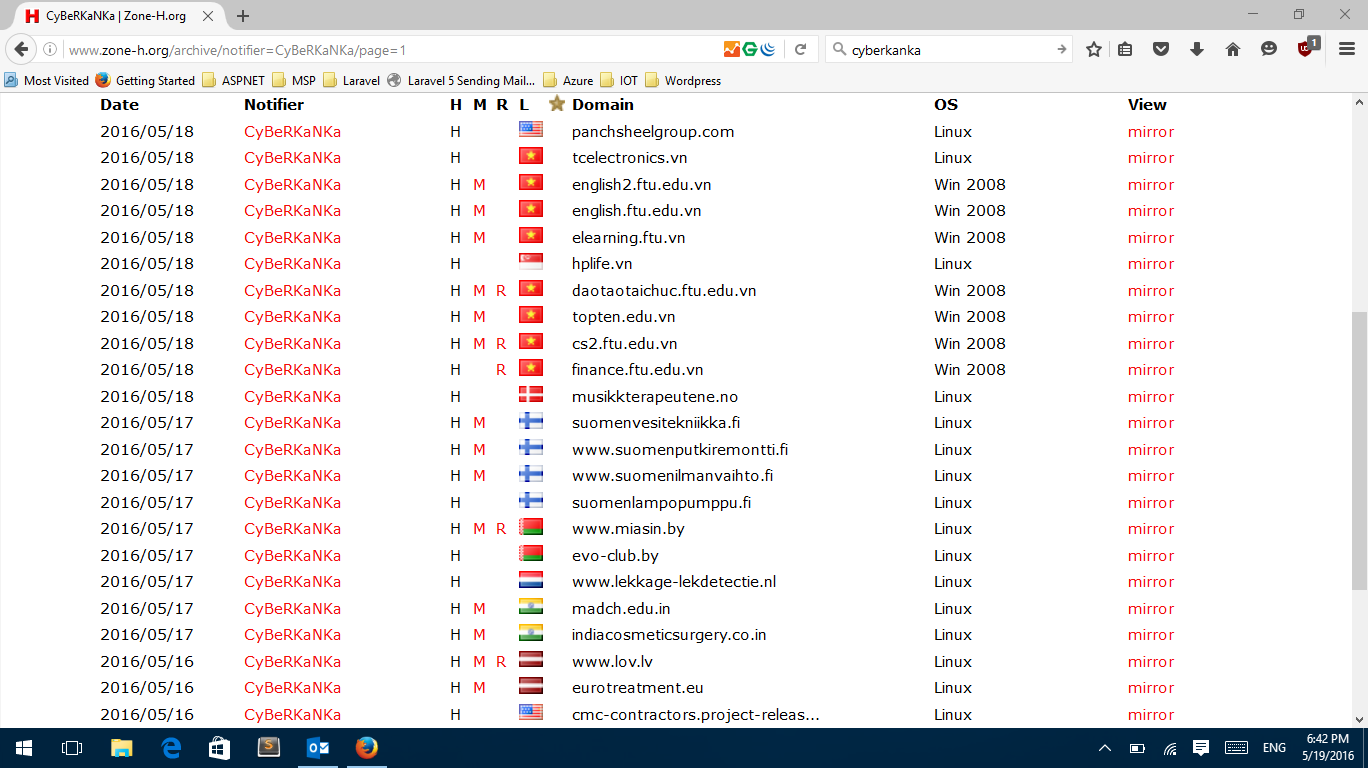 CyBeRKaNKa | Zone-H.org
www.zone-h.org/archive/notifier=CyBeRKaNKa/page=1
cyberkanka
1
Most Visited Getting Started ASPNET MSP Laravel Laravel 5 Sending Mail... Azure IOT Wordpress
Date Notifier H M R L Domain OS View
2016/05/18 CyBeRKaNKa H panchsheelgroup.com Linux mirror
2016/05/18 CyBeRKaNKa H tcelectronics.vn Linux mirror
2016/05/18 CyBeRKaNKa H M english2.ftu.edu.vn Win 2008 mirror
2016/05/18 CyBeRKaNKa H M english.ftu.edu.vn Win 2008 mirror
2016/05/18 CyBeRKaNKa H M elearning.ftu.vn Win 2008 mirror
2016/05/18 CyBeRKaNKa H hplife.vn Linux mirror
2016/05/18 CyBeRKaNKa H M R daotaotaichuc.ftu.edu.vn Win 2008 mirror
2016/05/18 CyBeRKaNKa H M topten.edu.vn Win 2008 mirror
2016/05/18 CyBeRKaNKa H M R cs2.ftu.edu.vn Win 2008 mirror
2016/05/18 CyBeRKaNKa H R finance.ftu.edu.vn Win 2008 mirror
2016/05/18 CyBeRKaNKa H musikkterapeutene.no Linux mirror
2016/05/17 CyBeRKaNKa H M suomenvesitekniikka.fi Linux mirror
2016/05/17 CyBeRKaNKa H M www.suomenputkiremontti.fi Linux mirror
2016/05/17 CyBeRKaNKa H M www.suomenilmanvaihto.fi Linux mirror
2016/05/17 CyBeRKaNKa H suomenlampopumppu.fi Linux mirror
2016/05/17 CyBeRKaNKa H M R www.miasin.by Linux mirror
2016/05/17 CyBeRKaNKa H evo-club.by Linux mirror
2016/05/17 CyBeRKaNKa H www.lekkage-lekdetectie.nl Linux mirror
2016/05/17 CyBeRKaNKa H M madch.edu.in Linux mirror
2016/05/17 CyBeRKaNKa H M indiacosmeticsurgery.co.in Linux mirror
2016/05/16 CyBeRKaNKa H M R www.lov.lv Linux mirror
2016/05/16 CyBeRKaNKa H M eurotreatment.eu Linux mirror
2016/05/16 CyBeRKaNKa H cmc-contractors.project-releas... Linux mirror
ENG
6:42 PM
5/19/2016